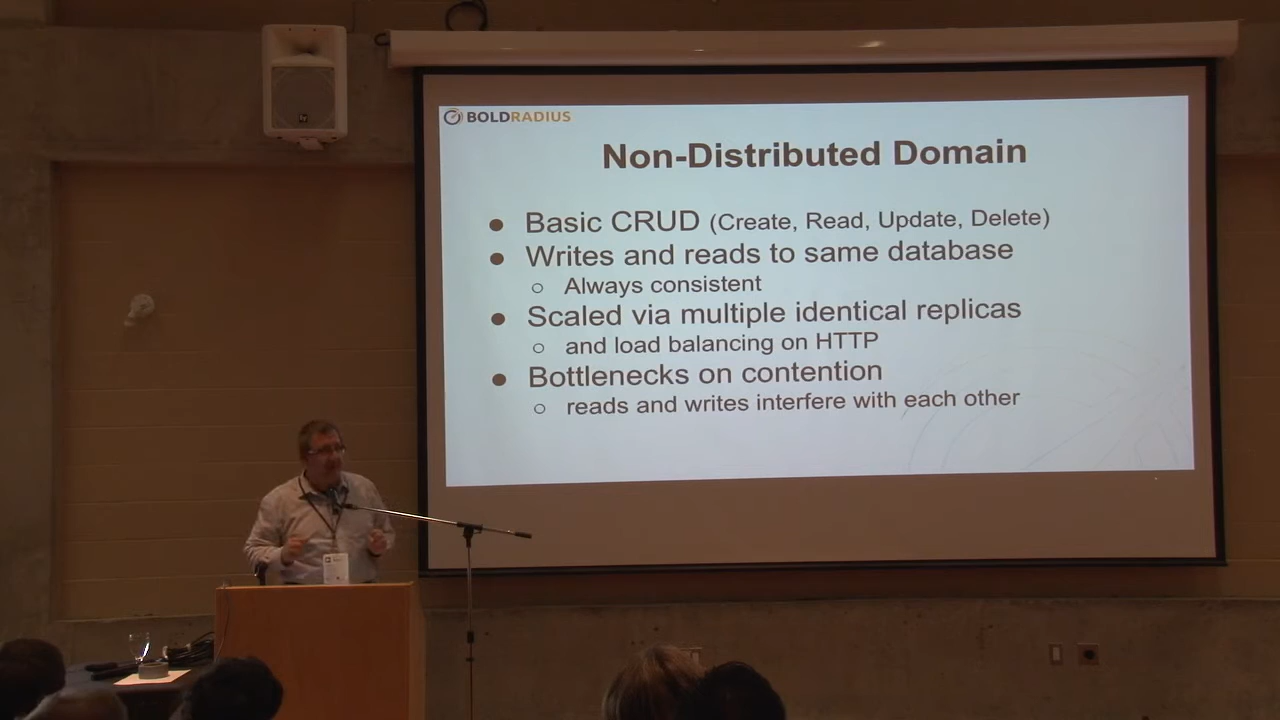 BOLDRADIUS
Non-Distributed Domain
● Basic CRUD (Create, Read, Update, Delete)
● Writes and reads to same database
○ Always consistent
● Scaled via multiple identical replicas
○ and load balancing on HTTP
● Bottlenecks on contention
○ reads and writes interfere with each other